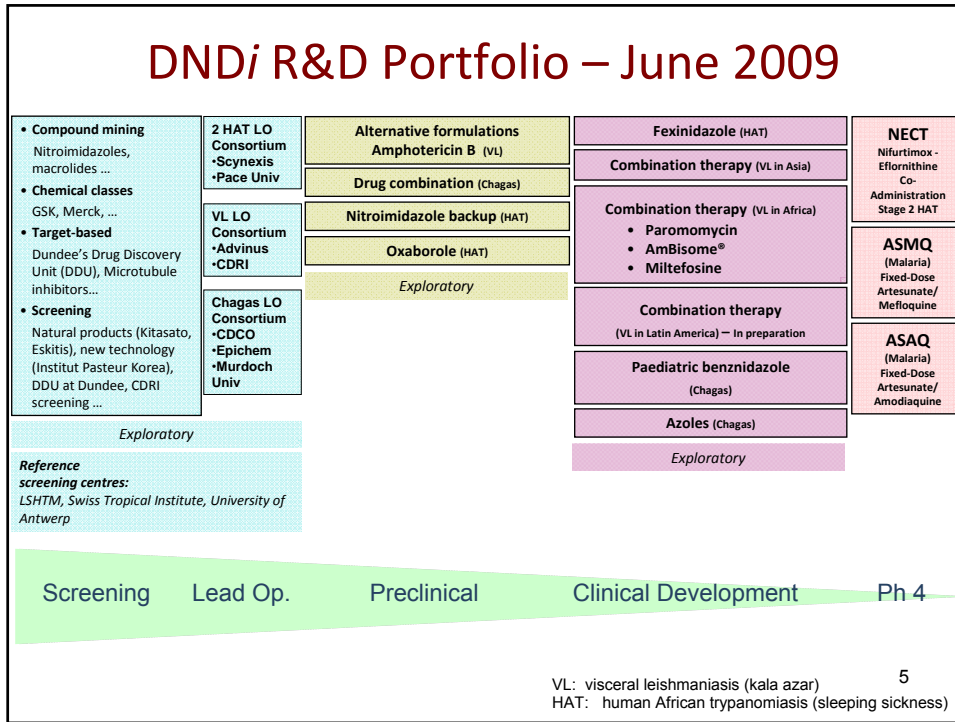 DNDi R&D Portfolio – June 2009
• Compound mining
Nitroimidazoles,
macrolides …
• Chemical classes
GSK, Merck, …
• Target-based
Dundee's Drug Discovery
Unit (DDU), Microtubule
inhibitors…
• Screening
Natural products (Kitasato,
Eskitis), new technology
(Institut Pasteur Korea),
DDU at Dundee, CDRI
screening …
2 HAT LO
Consortium
•Scynexis
•Pace Univ
VL LO
Consortium
•Advinus
•CDRI
Chagas LO
Consortium
•CDCO
•Epichem
•Murdoch
Univ
Exploratory
Reference
screening centres:
LSHTM, Swiss Tropical Institute, University of
Antwerp
Alternative formulations
Amphotericin B (VL)
Drug combination (Chagas)
Nitroimidazole backup (HAT)
Oxaborole (HAT)
Exploratory
Fexinidazole (HAT)
Combination therapy (VL in Asia)
Combination therapy (VL in Africa)
• Paromomycin
• AmBisome®
• Miltefosine
Combination therapy
(VL in Latin America) – In preparation
Paediatric benznidazole
(Chagas)
Azoles (Chagas)
Exploratory
NECT
Nifurtimox -
Eflornithine
Co-
Administration
Stage 2 HAT
ASMQ
(Malaria)
Fixed-Dose
Artesunate/
Mefloquine
ASAQ
(Malaria)
Fixed-Dose
Artesunate/
Amodiaquine
Screening Lead Op. Preclinical Clinical Development Ph 4
5
VL: visceral leishmaniasis (kala azar)
HAT: human African trypanomiasis (sleeping sickness)